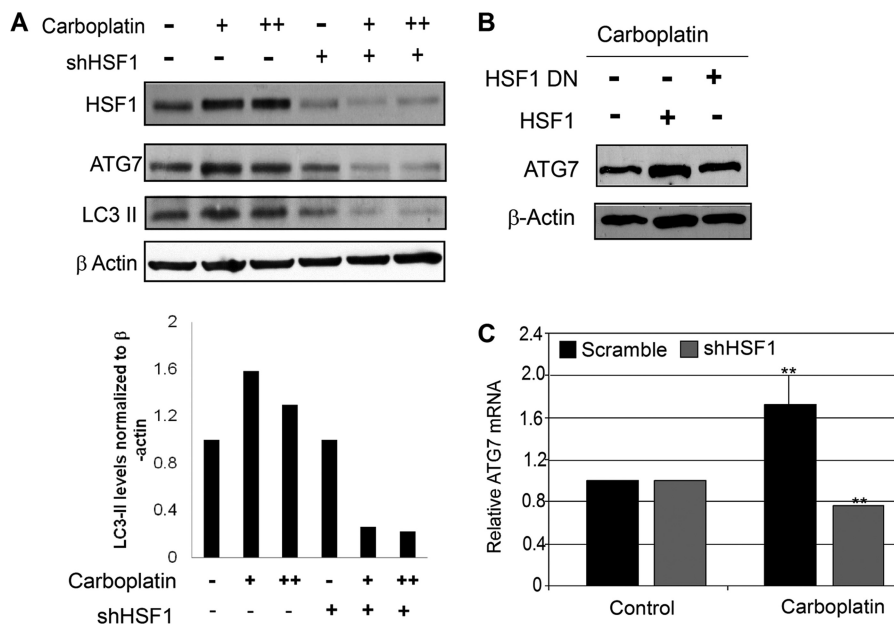 A
Carboplatin - + ++ - + ++
shHSF1 - - - + + +
HSF1
ATG7
LC3 II
β Actin
LC3-II levels normalized to β
-actin
2
1.6
1.2
0.8
0.4
0
Carboplatin - + ++ - + ++
shHSF1 - - - + + +
B
Carboplatin
HSF1 DN - - +
HSF1 - + -
ATG7
β-Actin
C
Relative ATG7 mRNA
2.4
2.0
1.6
1.2
0.8
0.4
0
Scramble shHSF1
**
**
Control Carboplatin